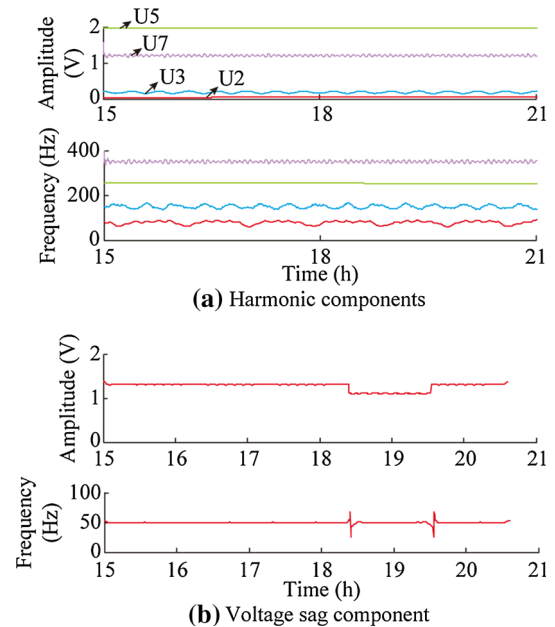 Amplitude
(V)
2
1
0
U5
U7
U3
U2
15
18
21
Frequency (Hz)
400
200
0
15
18
21
Time (h)
(a) Harmonic components
Amplitude (V)
2
1
0
15
16
17
18
19
20
21
Frequency
(Hz)
100
50
0
15
16
17
18
19
20
21
Time (h)
(b) Voltage sag component